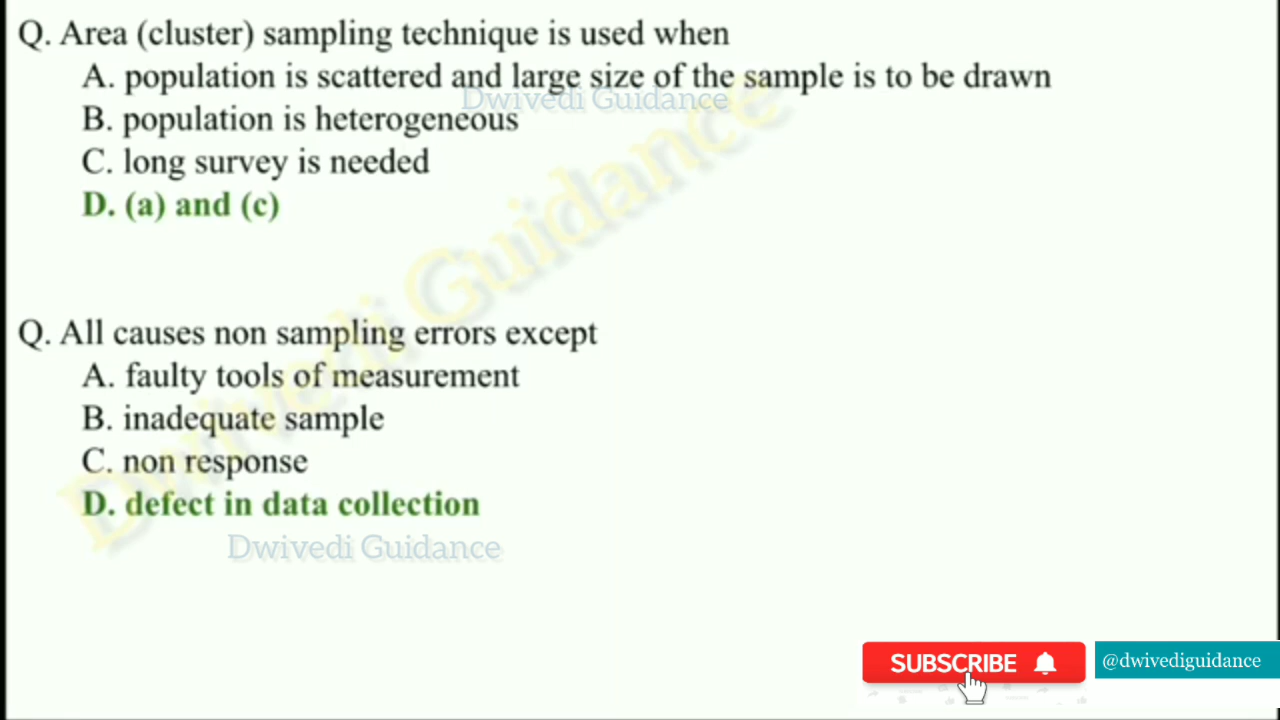 Q. Area (cluster) sampling technique is used when
A. population is scattered and large size of the sample is to be drawn
Dwivedi Guidance
B. population is heterogeneous
C. long survey is needed
D. (a) and (c)
Dwivedi Guidance
Q. All causes non sampling errors except
A. faulty tools of measurement
B. inadequate sample
C. non response
D. defect in data collection
Dwivedi Guidance
SUBSCRIBE
@dwivediguidance